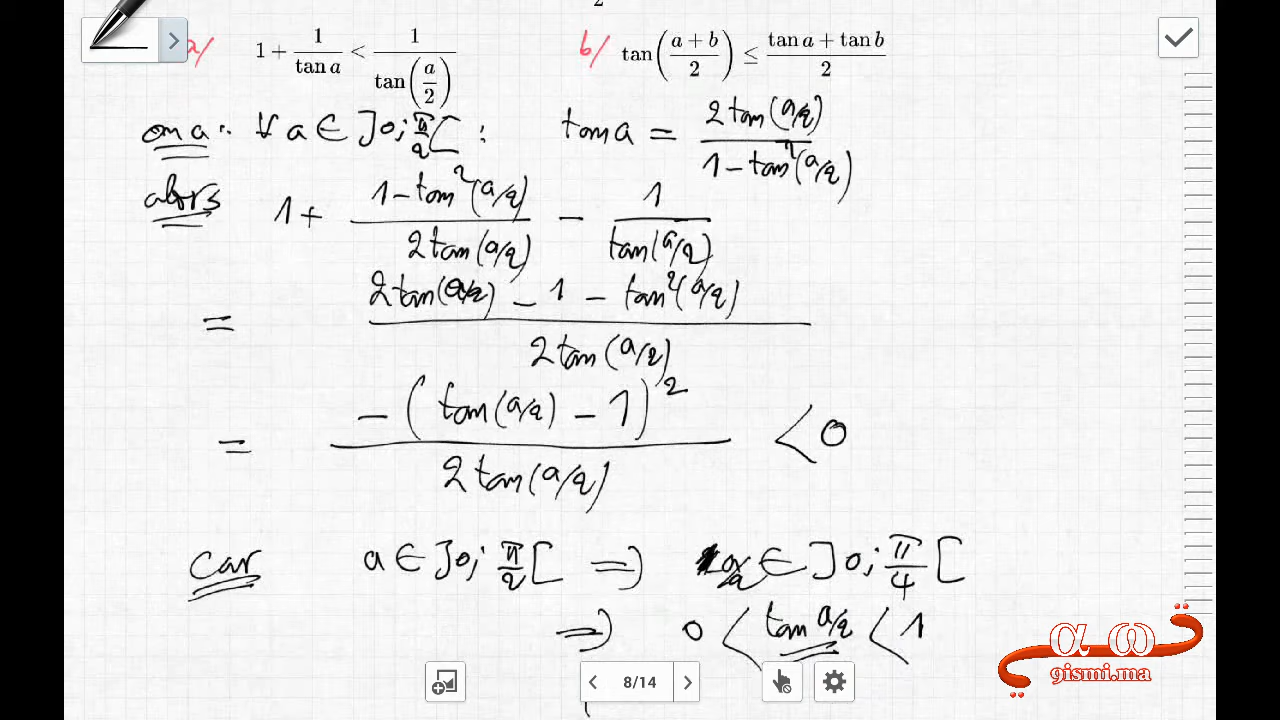 2
a/ 1 + 1/tan a < 1/tan(a/2) b/ tan((a+b)/2) ≤ (tan a + tan b)/2
on a : ∀ a ∈ ]0; π/2[ : tan a = 2tan(a/2) / (1 - tan²(a/2))
alors 1 + (1 - tan²(a/2)) / (2tan(a/2)) - 1/tan(a/2)
= (2tan(a/2) - 1 - tan²(a/2)) / (2tan(a/2))
= -(tan(a/2) - 1)² / (2tan(a/2)) < 0
car a ∈ ]0; π/2[ ⇒ a/2 ∈ ]0; π/4[
⇒ 0 < tan a/2 < 1
α ω
gismi.ma
8/14